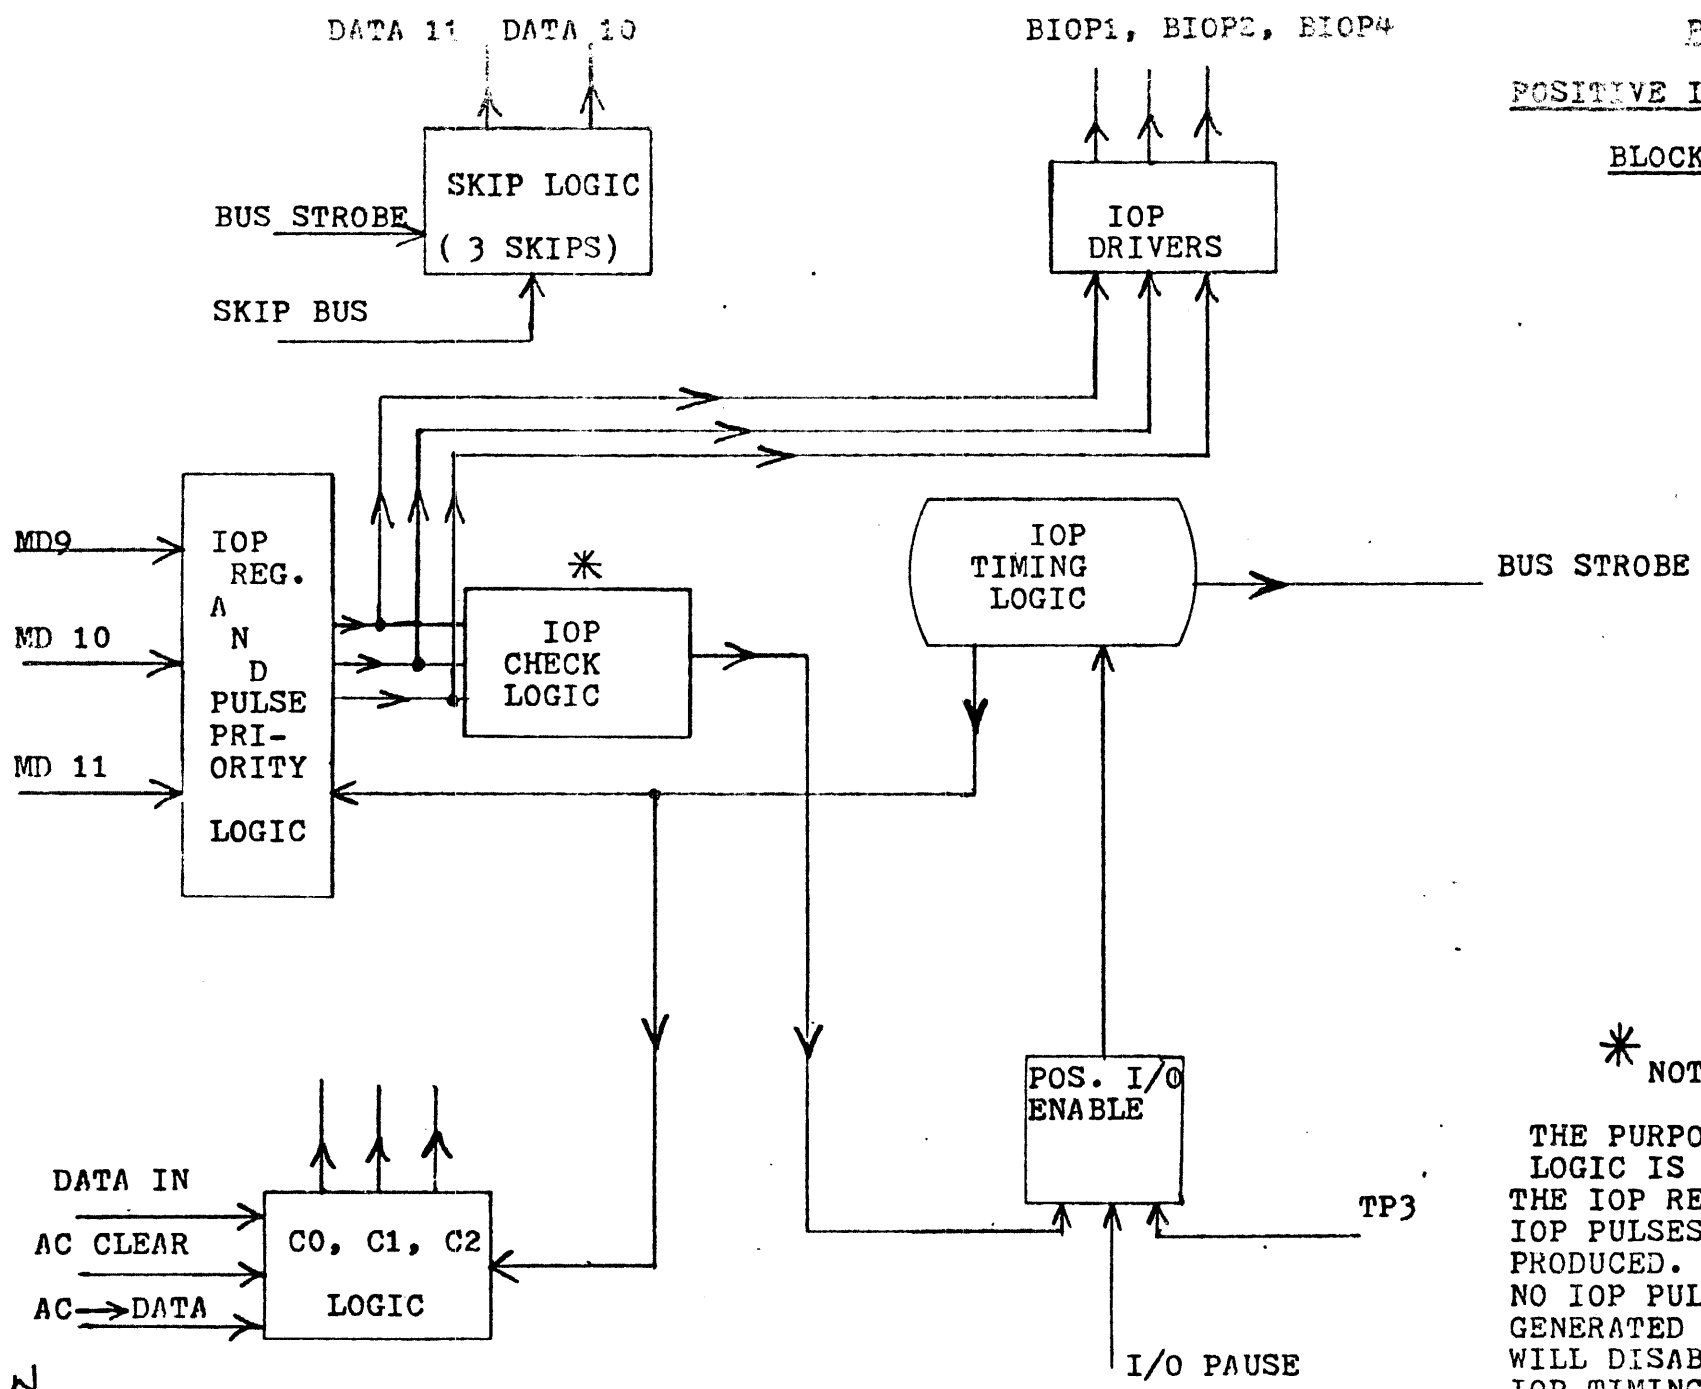 DATA 11 DATA 10
BIOP1, BIOP2, BIOP4
POSITIVE
BLOCK
SKIP LOGIC
( 3 SKIPS)
BUS STROBE
SKIP BUS
IOP
DRIVERS
MD9
MD 10
MD 11
IOP
REG.
A
N
D
PULSE
PRI-
ORITY
LOGIC
*
IOP
CHECK
LOGIC
IOP
TIMING
LOGIC
BUS STROBE
POS. I/O
ENABLE
TP3
I/O PAUSE
DATA IN
AC CLEAR
AC→DATA
C0, C1, C2
LOGIC
*
NOT
THE PURPO
LOGIC IS
THE IOP RE
IOP PULSES
PRODUCED.
NO IOP PUL
GENERATED
WILL DISAB
IOP TIMING